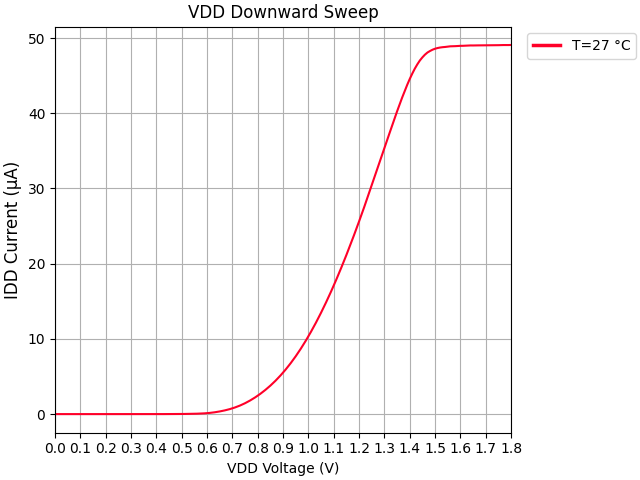 VDD Downward Sweep
T=27 °C
IDD Current (μA)
50
40
30
20
10
0
0.0 0.1 0.2 0.3 0.4 0.5 0.6 0.7 0.8 0.9 1.0 1.1 1.2 1.3 1.4 1.5 1.6 1.7 1.8
VDD Voltage (V)